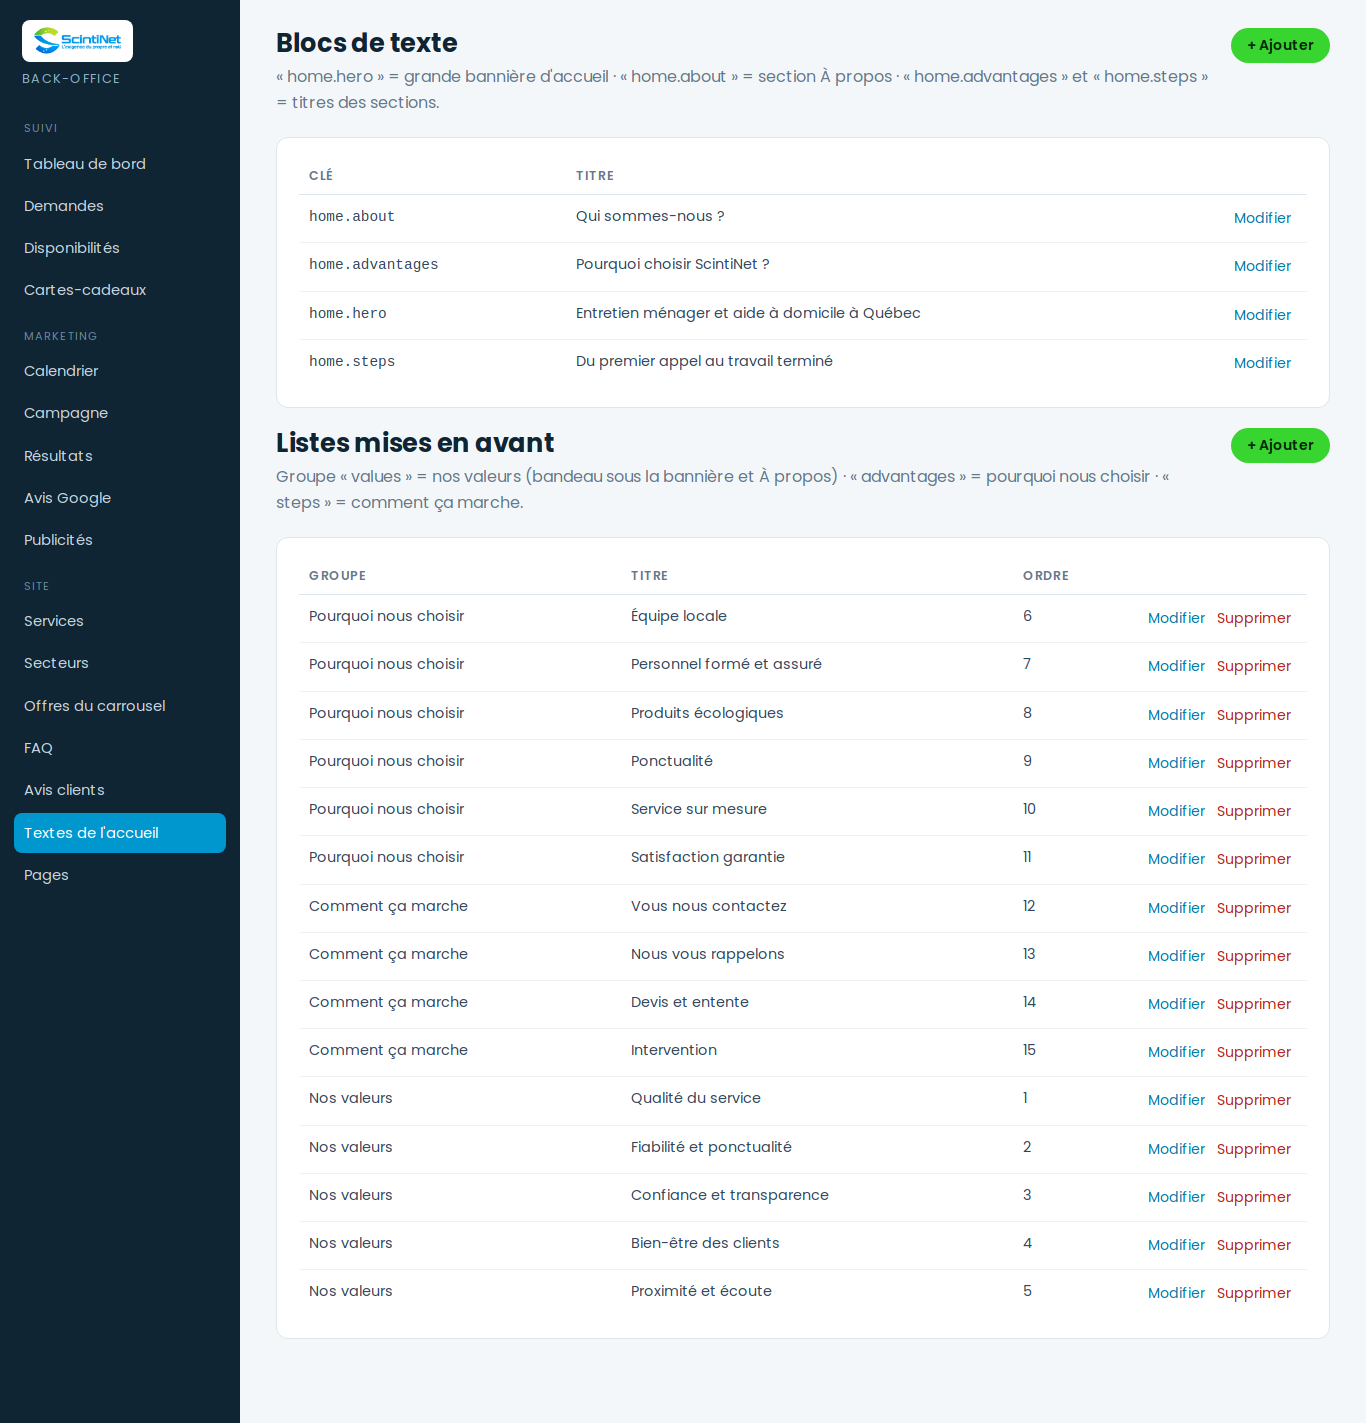 ScintiNet
L'exigence du propre et net
BACK-OFFICE
SUIVI
Tableau de bord
Demandes
Disponibilités
Cartes-cadeaux
MARKETING
Calendrier
Campagne
Résultats
Avis Google
Publicités
SITE
Services
Secteurs
Offres du carrousel
FAQ
Avis clients
Textes de l'accueil
Pages
Blocs de texte
+ Ajouter
« home.hero » = grande bannière d'accueil · « home.about » = section À propos · « home.advantages » et « home.steps »
= titres des sections.
CLÉ TITRE
home.about Qui sommes-nous ? Modifier
home.advantages Pourquoi choisir ScintiNet ? Modifier
home.hero Entretien ménager et aide à domicile à Québec Modifier
home.steps Du premier appel au travail terminé Modifier
Listes mises en avant
+ Ajouter
Groupe « values » = nos valeurs (bandeau sous la bannière et À propos) · « advantages » = pourquoi nous choisir · «
steps » = comment ça marche.
GROUPE TITRE ORDRE
Pourquoi nous choisir Équipe locale 6 Modifier Supprimer
Pourquoi nous choisir Personnel formé et assuré 7 Modifier Supprimer
Pourquoi nous choisir Produits écologiques 8 Modifier Supprimer
Pourquoi nous choisir Ponctualité 9 Modifier Supprimer
Pourquoi nous choisir Service sur mesure 10 Modifier Supprimer
Pourquoi nous choisir Satisfaction garantie 11 Modifier Supprimer
Comment ça marche Vous nous contactez 12 Modifier Supprimer
Comment ça marche Nous vous rappelons 13 Modifier Supprimer
Comment ça marche Devis et entente 14 Modifier Supprimer
Comment ça marche Intervention 15 Modifier Supprimer
Nos valeurs Qualité du service 1 Modifier Supprimer
Nos valeurs Fiabilité et ponctualité 2 Modifier Supprimer
Nos valeurs Confiance et transparence 3 Modifier Supprimer
Nos valeurs Bien-être des clients 4 Modifier Supprimer
Nos valeurs Proximité et écoute 5 Modifier Supprimer